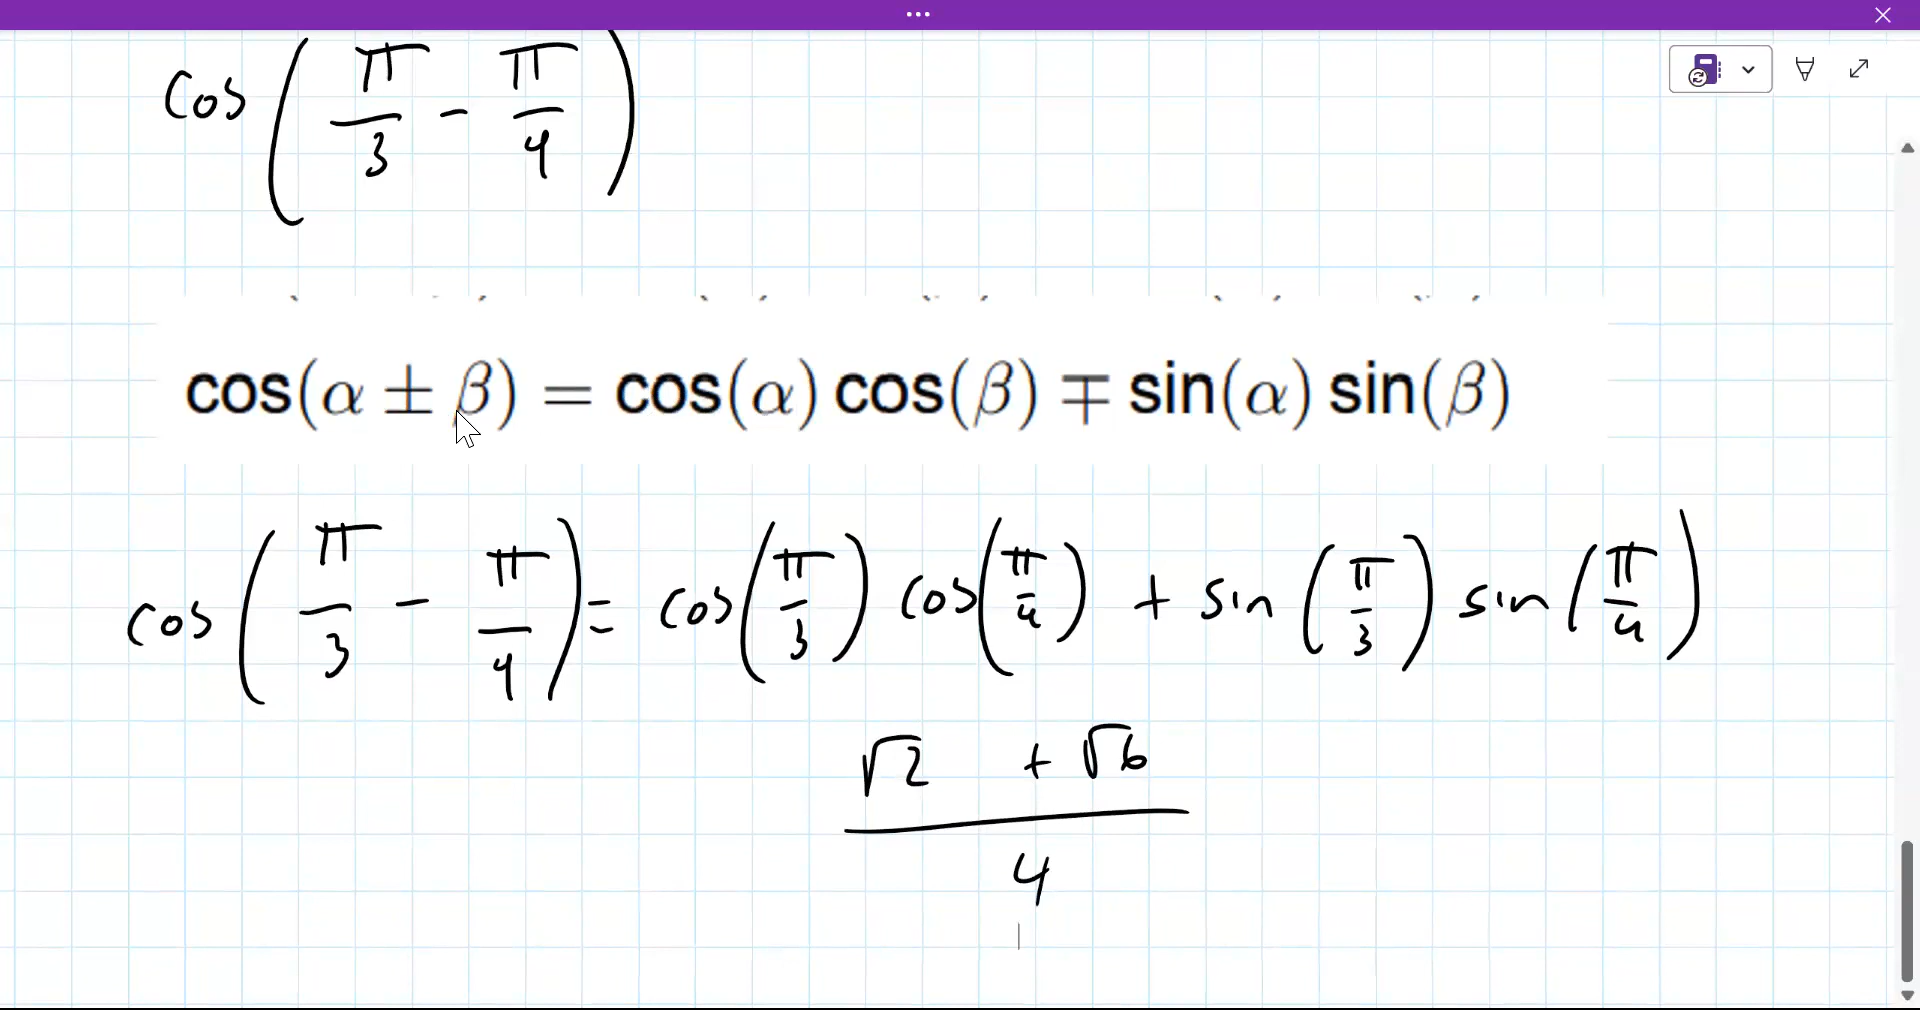 cos(π/3 - π/4)
cos(α ± β) = cos(α) cos(β) ∓ sin(α) sin(β)
cos(π/3 - π/4) = cos(π/3) cos(π/4) + sin(π/3) sin(π/4)
(√2 + √6)/4